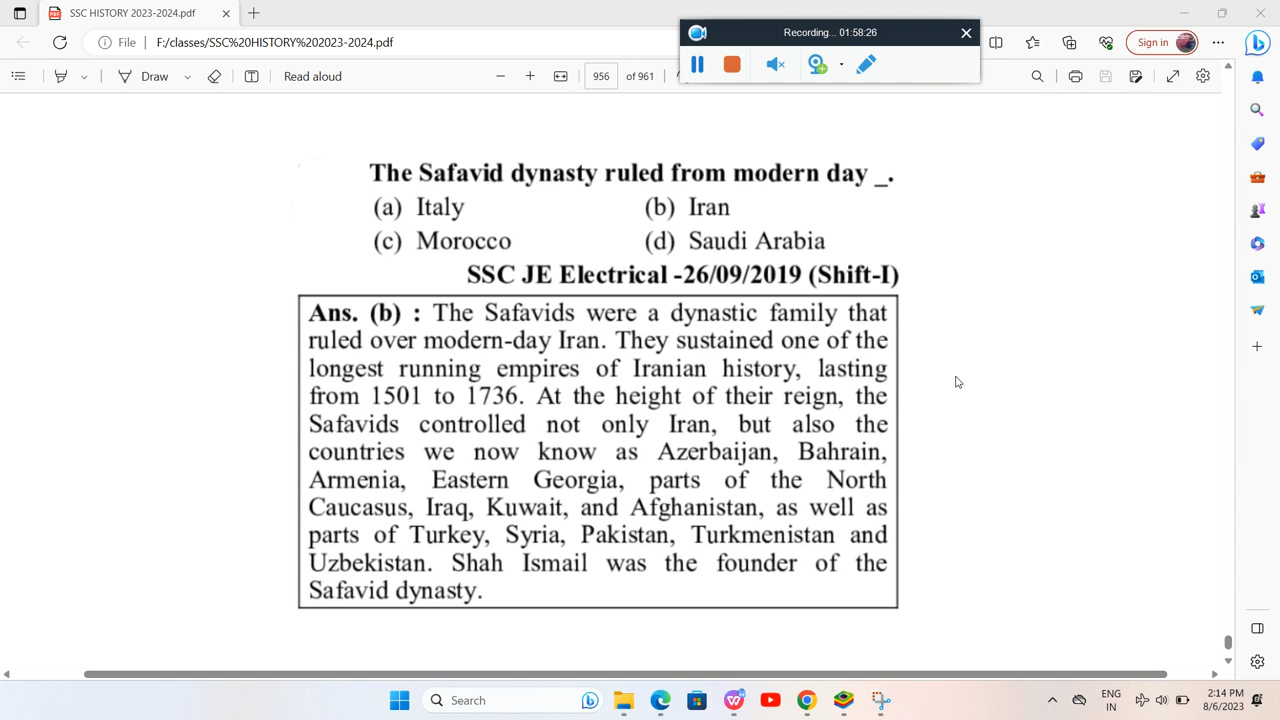 SSC HISTORY 2023-2024.pdf
Recording... 01:58:26
File F:/classes/SSC%20HISTORY%202023-2024.pdf
Sign in
Draw
Read aloud
956 of 961
The Safavid dynasty ruled from modern day _.
(a) Italy (b) Iran
(c) Morocco (d) Saudi Arabia
SSC JE Electrical -26/09/2019 (Shift-I)
Ans. (b) : The Safavids were a dynastic family that
ruled over modern-day Iran. They sustained one of the
longest running empires of Iranian history, lasting
from 1501 to 1736. At the height of their reign, the
Safavids controlled not only Iran, but also the
countries we now know as Azerbaijan, Bahrain,
Armenia, Eastern Georgia, parts of the North
Caucasus, Iraq, Kuwait, and Afghanistan, as well as
parts of Turkey, Syria, Pakistan, Turkmenistan and
Uzbekistan. Shah Ismail was the founder of the
Safavid dynasty.
Search
ENG
IN
2:14 PM
8/6/2023